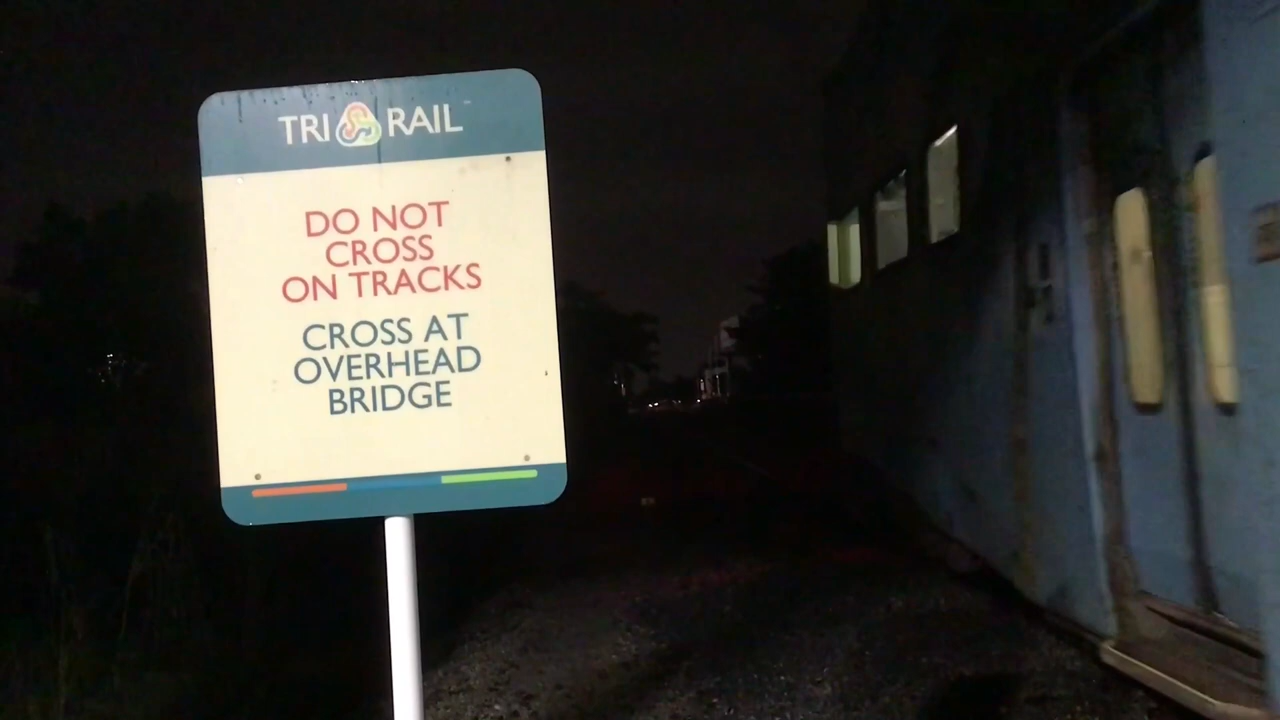 TRI RAIL
DO NOT
CROSS
ON TRACKS
CROSS AT
OVERHEAD
BRIDGE